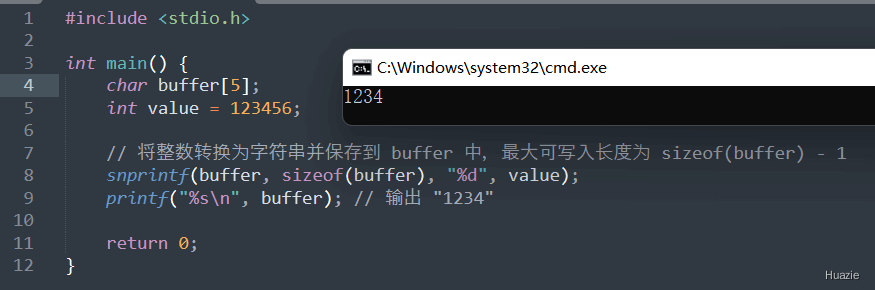 1 #include <stdio.h>
2
3 int main() {
4 char buffer[5];
5 int value = 123456;
6
7 // 将整数转换为字符串并保存到 buffer 中, 最大可写入长度为 sizeof(buffer) - 1
8 snprintf(buffer, sizeof(buffer), "%d", value);
9 printf("%s\n", buffer); // 输出 "1234"
10
11 return 0;
12 }
C:\Windows\system32\cmd.exe
1234
Huazie